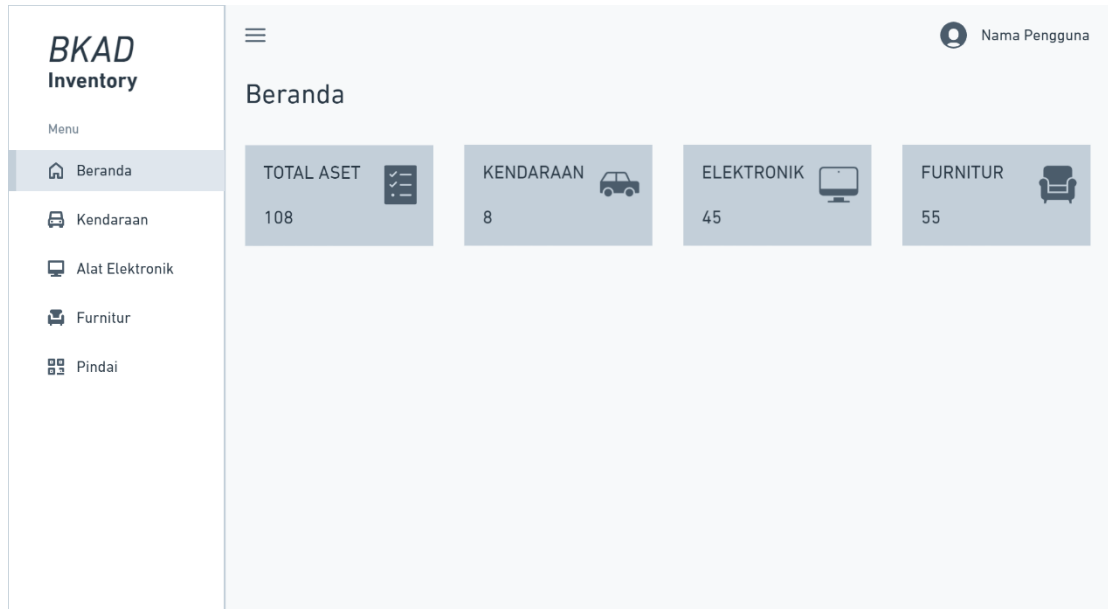 BKAD
Inventory
Menu
Beranda
Kendaraan
Alat Elektronik
Furnitur
Pindai
Nama Pengguna
Beranda
TOTAL ASET
108
KENDARAAN
8
ELEKTRONIK
45
FURNITUR
55